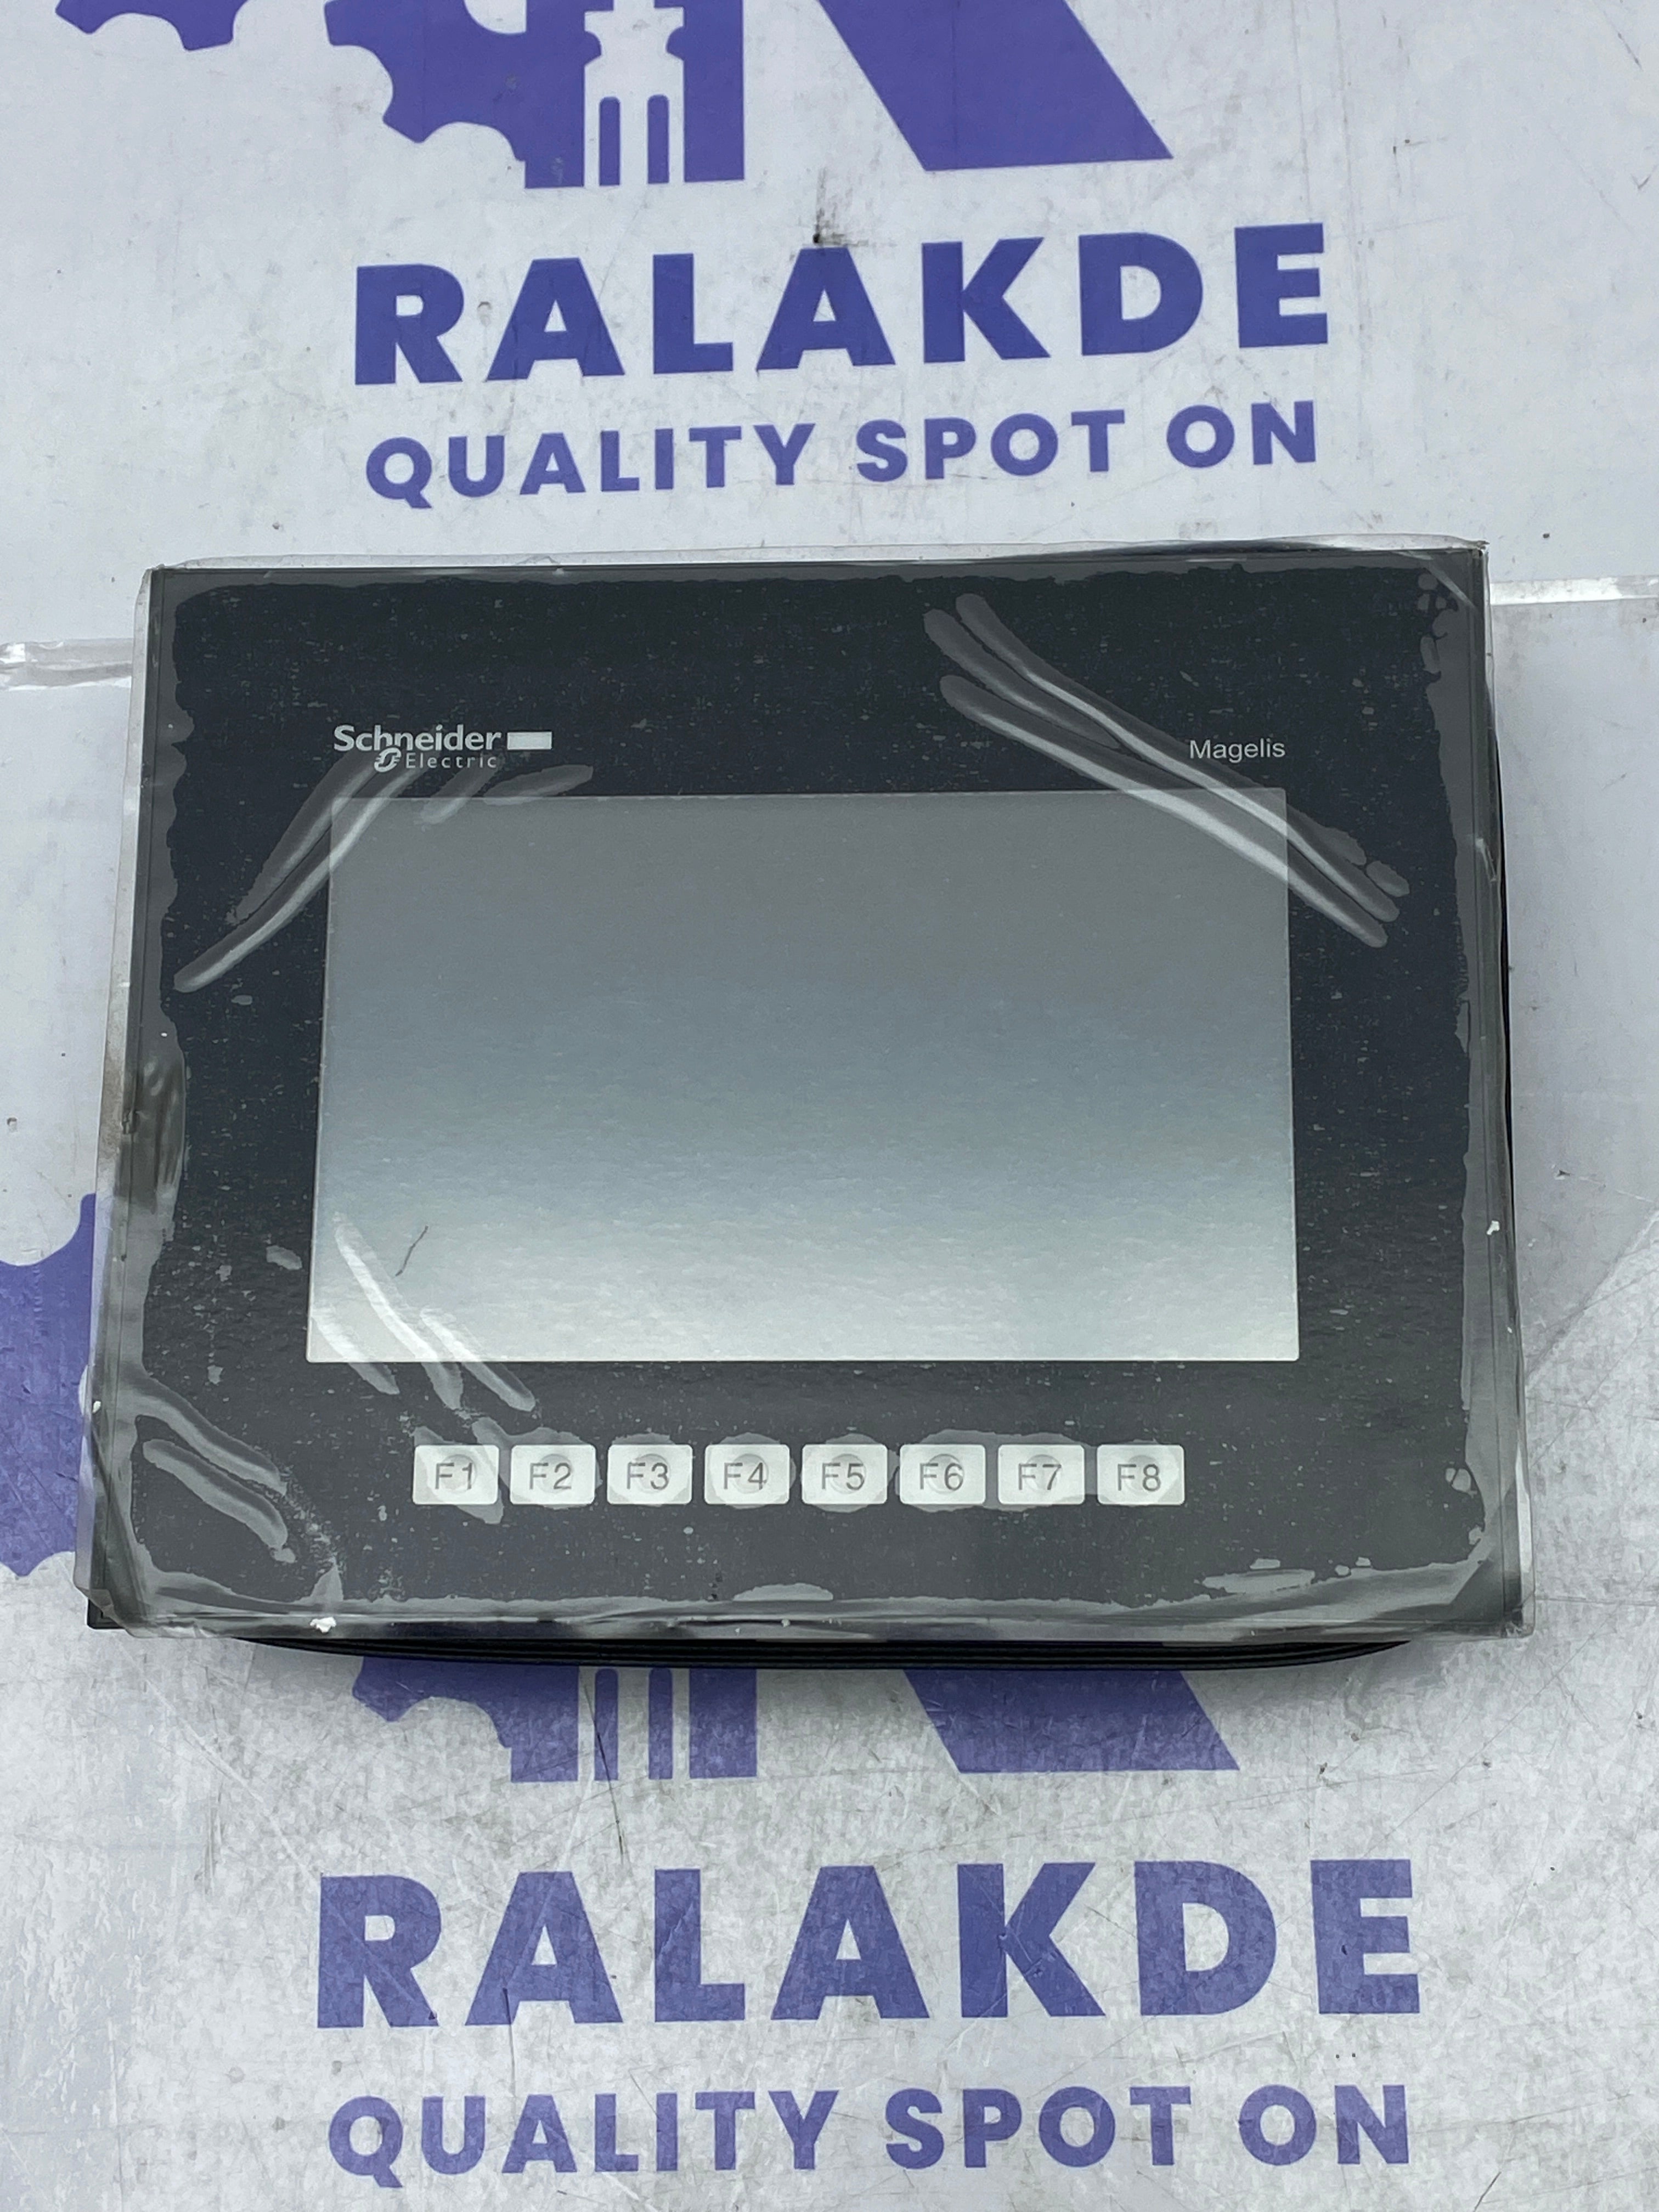 RALAKDE
QUALITY SPOT ON
Schneider
Electric
Magelis
F1 F2 F3 F4 F5 F6 F7 F8
RALAKDE
QUALITY SPOT ON